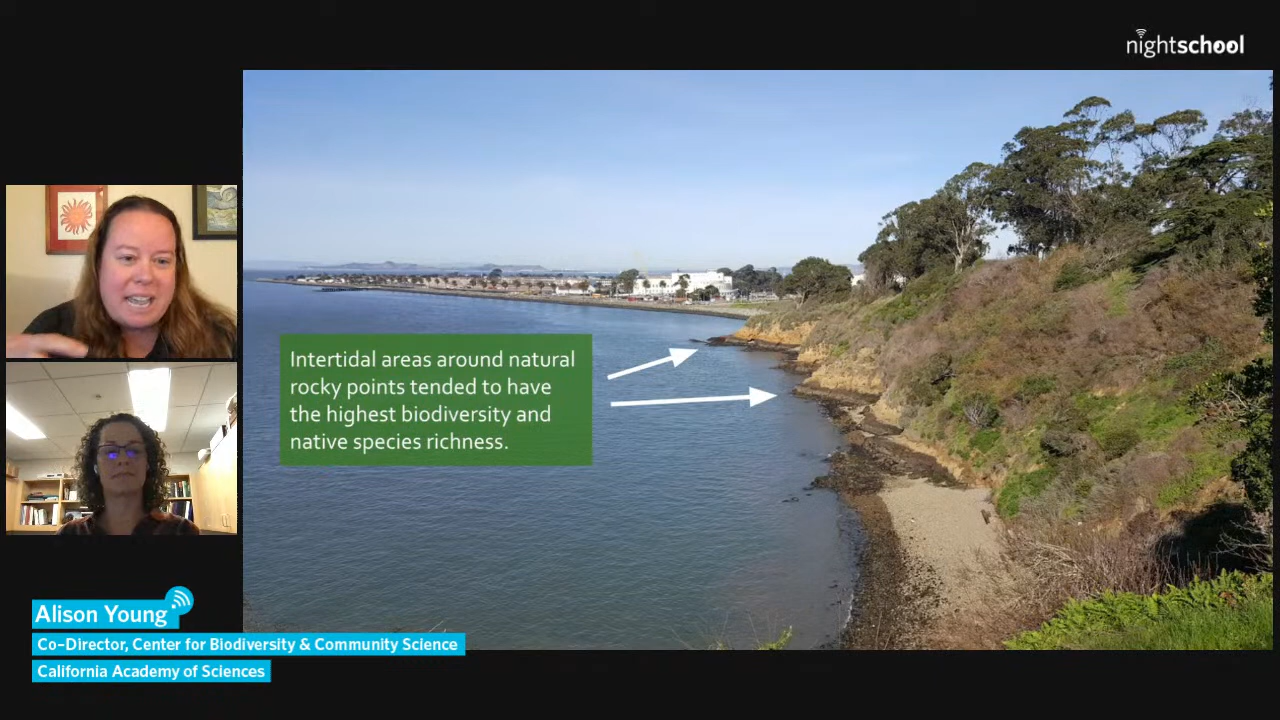 nightschool
Intertidal areas around natural
rocky points tended to have
the highest biodiversity and
native species richness.
Alison Young
Co-Director, Center for Biodiversity & Community Science
California Academy of Sciences